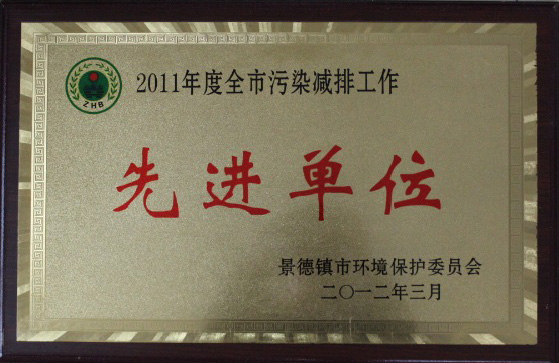 ZHB
2011年度全市污染减排工作
先进单位
景德镇市环境保护委员会
二〇一二年三月